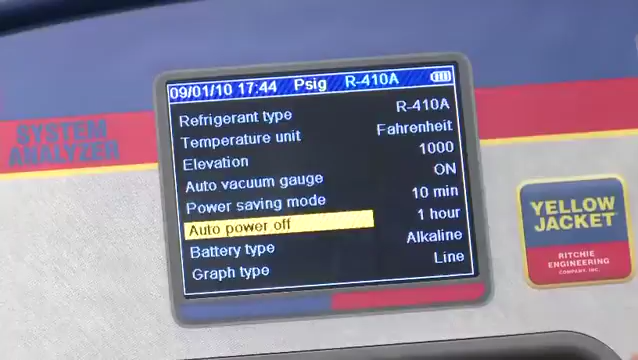 09/01/10 17:44 Psig R-410A
Refrigerant type R-410A
Temperature unit Fahrenheit
Elevation 1000
Auto vacuum gauge ON
Power saving mode 10 min
Auto power off 1 hour
Battery type Alkaline
Graph type Line
SYSTEM
ANALYZER
YELLOW
JACKET
RITCHIE
ENGINEERING
COMPANY, INC.